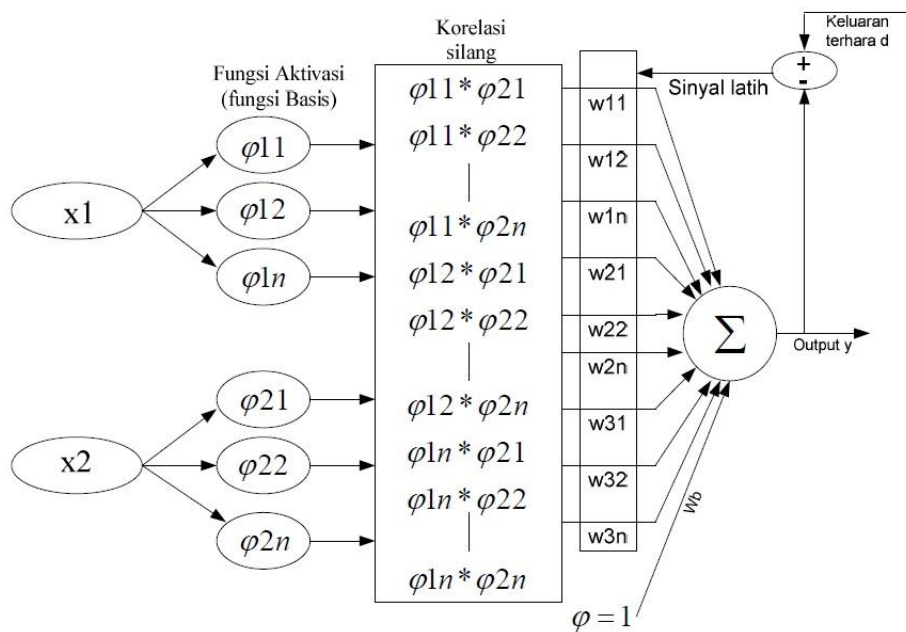 Korelasi
silang
Fungsi Aktivasi
(fungsi Basis)
Keluaran
terhara d
+
-
Sinyal latih
x1
φ11
φ12
φ1n
x2
φ21
φ22
φ2n
φ11* φ21
φ11* φ22
φ11* φ2n
φ12* φ21
φ12* φ22
φ12* φ2n
φ1n* φ21
φ1n* φ22
φ1n* φ2n
w11
w12
w1n
w21
w22
w2n
w31
w32
w3n
Σ
Output y
Wb
φ = 1